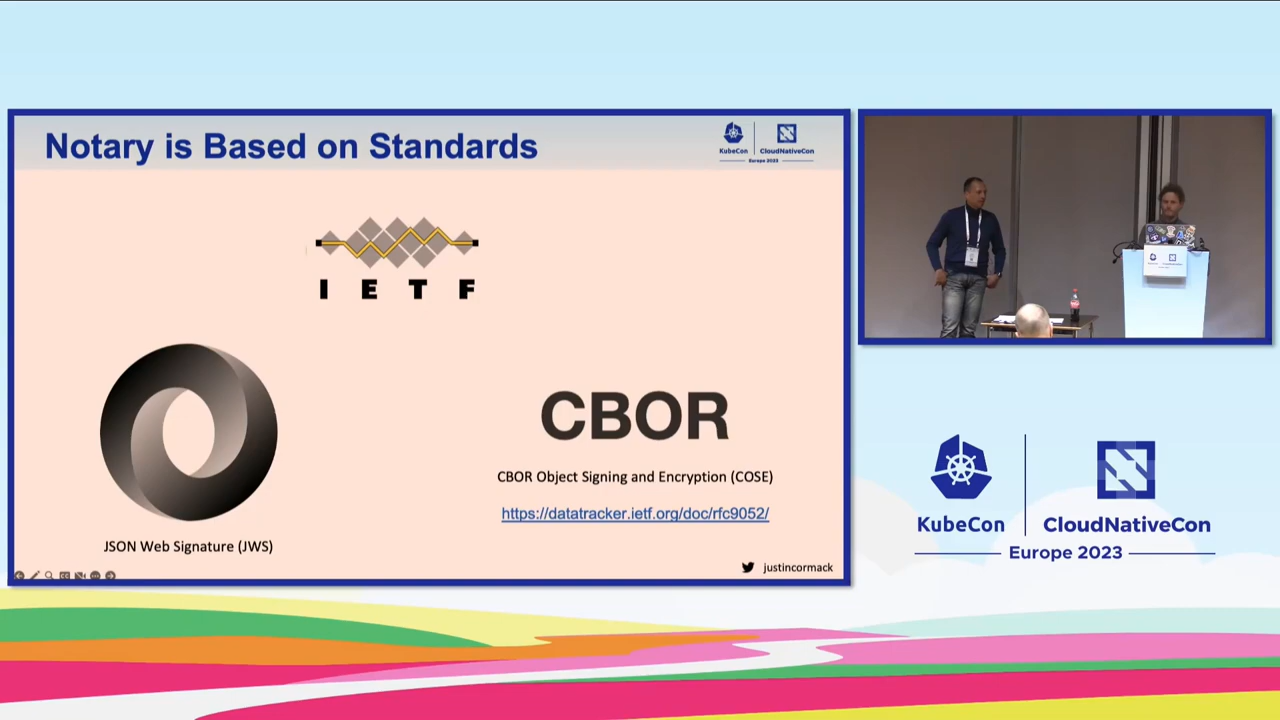 Notary is Based on Standards
KubeCon
CloudNativeCon
Europe 2023
IETF
CBOR
CBOR Object Signing and Encryption (COSE)
https://datatracker.ietf.org/doc/rfc9052/
JSON Web Signature (JWS)
justincormack
KubeCon
CloudNativeCon
Europe 2023